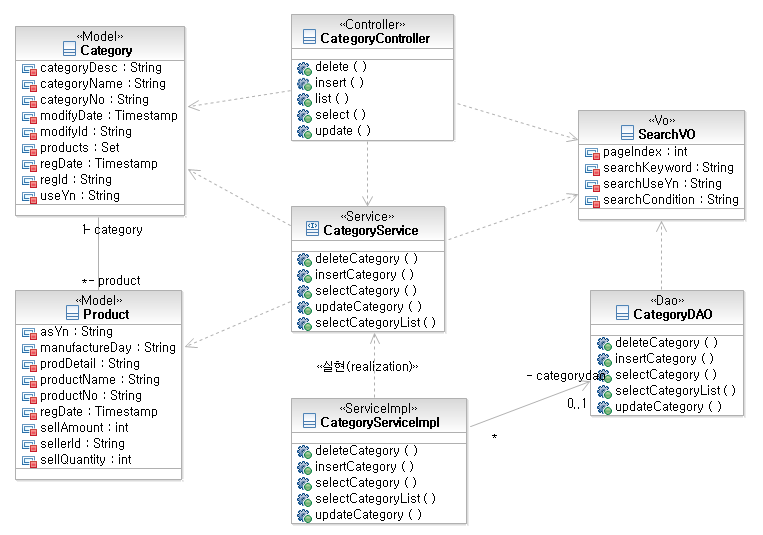 «Model»
Category
categoryDesc : String
categoryName : String
categoryNo : String
modifyDate : Timestamp
modifyId : String
products : Set
regDate : Timestamp
regId : String
useYn : String
«Controller»
CategoryController
delete ( )
insert ( )
list ( )
select ( )
update ( )
«Vo»
SearchVO
pageIndex : int
searchKeyword : String
searchUseYn : String
searchCondition : String
1 - category
* - product
«Service»
CategoryService
deleteCategory ( )
insertCategory ( )
selectCategory ( )
updateCategory ( )
selectCategoryList ( )
«Model»
Product
asYn : String
manufactureDay : String
prodDetail : String
productName : String
productNo : String
regDate : Timestamp
sellAmount : int
sellerId : String
sellQuantity : int
«실현(realization)»
«ServiceImpl»
CategoryServiceImpl
deleteCategory ( )
insertCategory ( )
selectCategory ( )
selectCategoryList ( )
updateCategory ( )
- categorydao
0..1
*
«Dao»
CategoryDAO
deleteCategory ( )
insertCategory ( )
selectCategory ( )
selectCategoryList ( )
updateCategory ( )